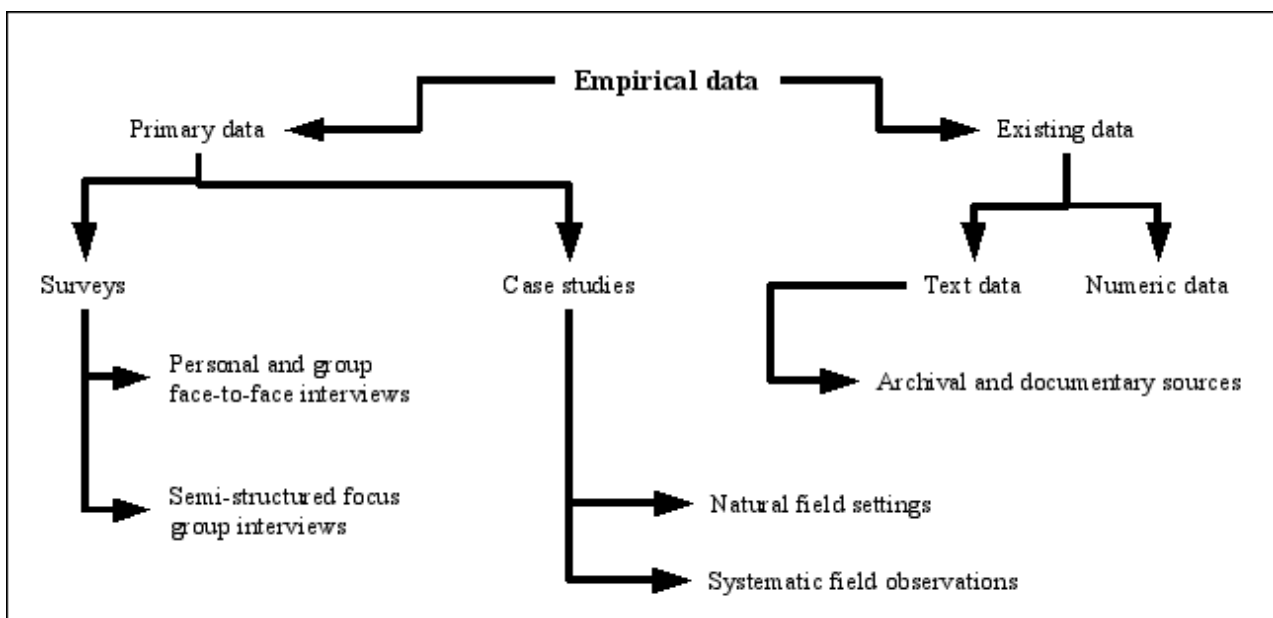 Empirical data
Primary data
Existing data
Surveys
Case studies
Text data
Numeric data
Personal and group
face-to-face interviews
Archival and documentary sources
Semi-structured focus
group interviews
Natural field settings
Systematic field observations